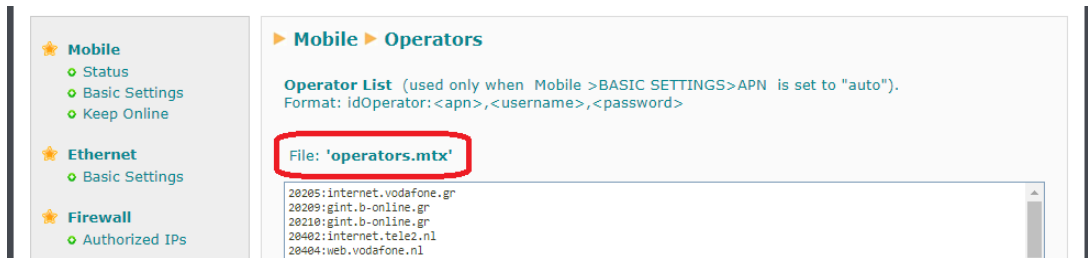 Mobile
Status
Basic Settings
Keep Online
Ethernet
Basic Settings
Firewall
Authorized IPs
Mobile Operators
Operator List (used only when Mobile >BASIC SETTINGS>APN is set to "auto").
Format: idOperator:<apn>,<username>,<password>
File: 'operators.mtx'
20205:internet.vodafone.gr
20209:gint.b-online.gr
20210:gint.b-online.gr
20402:internet.tele2.nl
20404:web.vodafone.nl